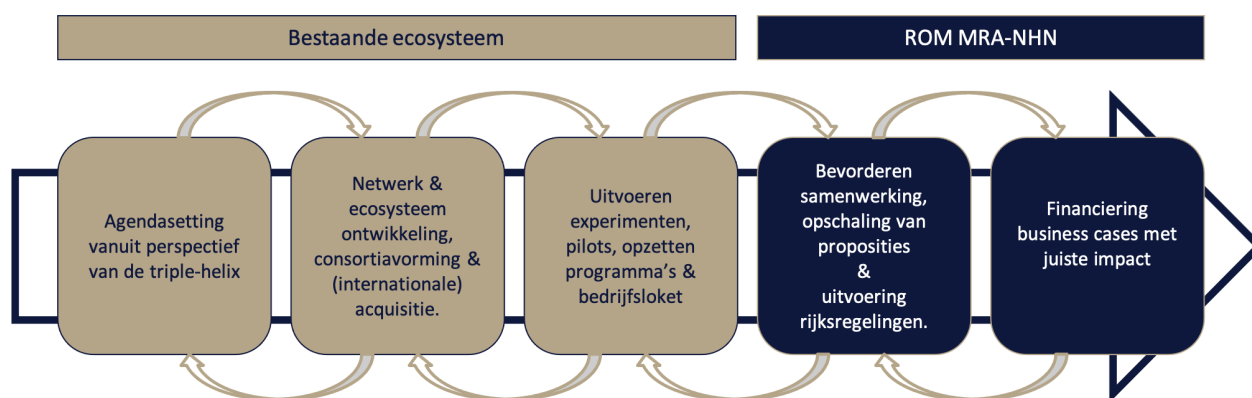 Bestaande ecosysteem
ROM MRA-NHN
Agendasetting
vanuit perspectief
van de triple-helix
Netwerk &
ecosysteem
ontwikkeling,
consortiavorming &
(internationale)
acquisitie.
Uitvoeren
experimenten,
pilots, opzetten
programma's &
bedrijfsloket
Bevorderen
samenwerking,
opschaling van
proposities
&
uitvoering
rijksregelingen.
Financiering
business cases met
juiste impact